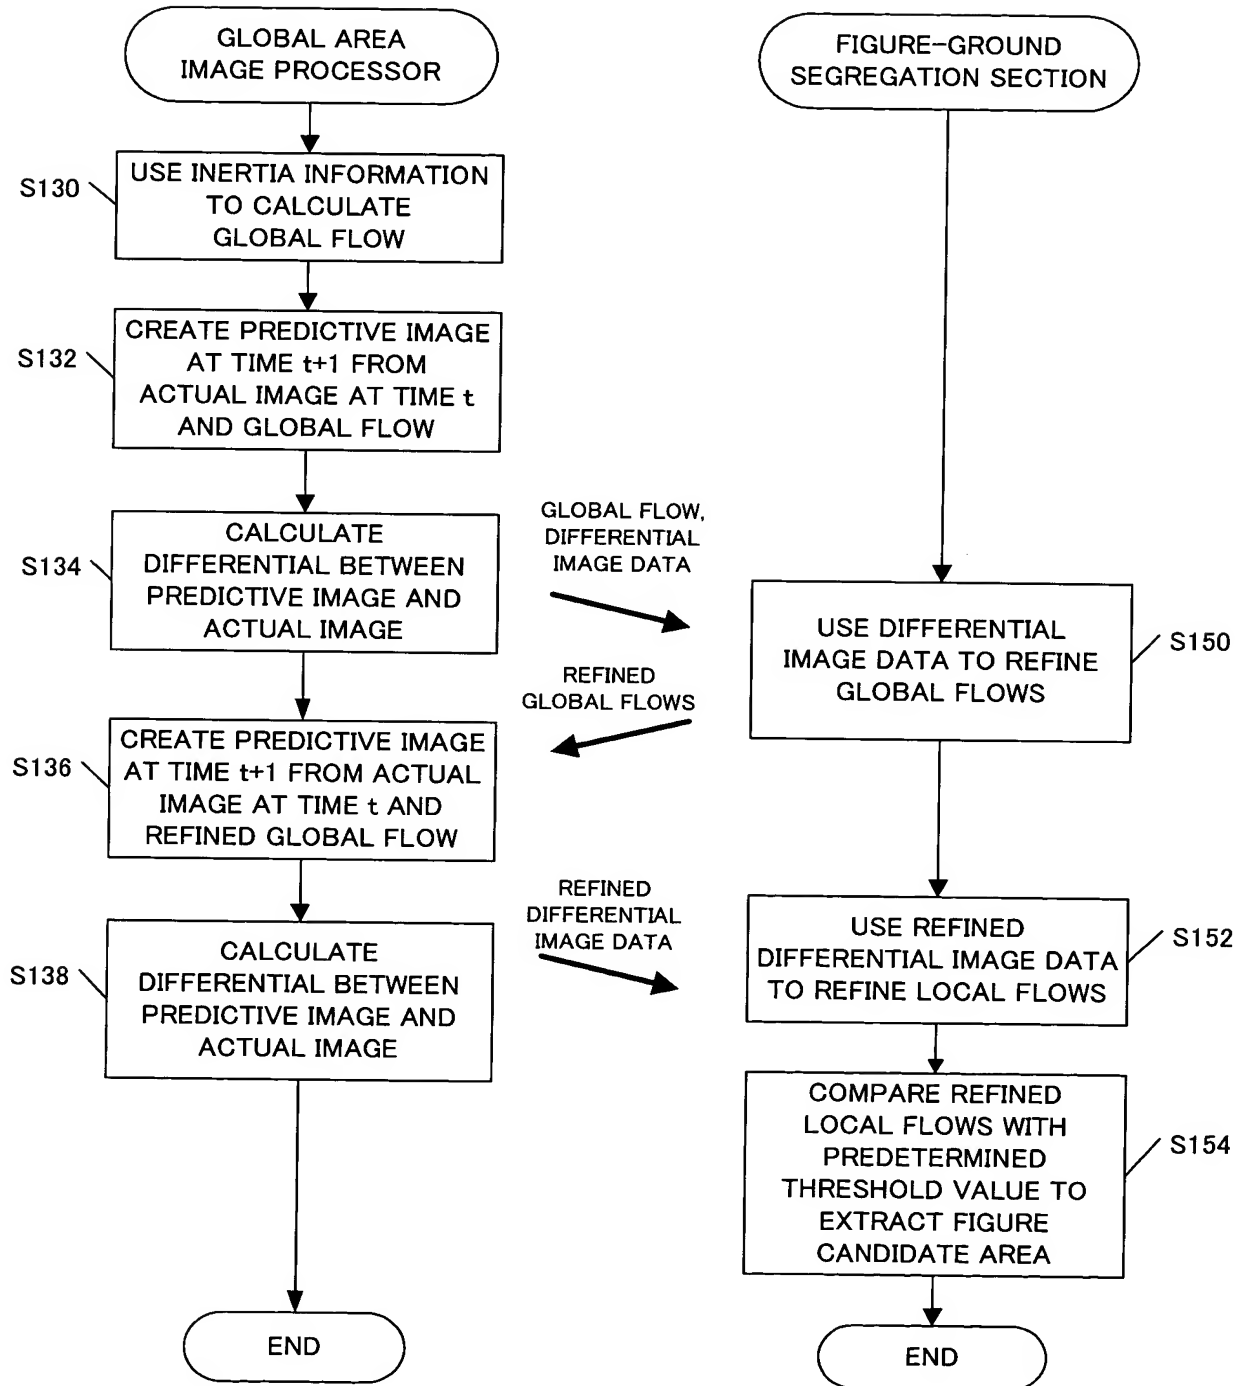 GLOBAL AREA
IMAGE PROCESSOR
S130
USE INERTIA INFORMATION
TO CALCULATE
GLOBAL FLOW
S132
CREATE PREDICTIVE IMAGE
AT TIME t+1 FROM
ACTUAL IMAGE AT TIME t
AND GLOBAL FLOW
S134
CALCULATE
DIFFERENTIAL BETWEEN
PREDICTIVE IMAGE AND
ACTUAL IMAGE
S136
CREATE PREDICTIVE IMAGE
AT TIME t+1 FROM ACTUAL
IMAGE AT TIME t AND
REFINED GLOBAL FLOW
S138
CALCULATE
DIFFERENTIAL BETWEEN
PREDICTIVE IMAGE AND
ACTUAL IMAGE
END
GLOBAL FLOW,
DIFFERENTIAL
IMAGE DATA
REFINED
GLOBAL FLOWS
REFINED
DIFFERENTIAL
IMAGE DATA
FIGURE-GROUND
SEGREGATION SECTION
USE DIFFERENTIAL
IMAGE DATA TO REFINE
GLOBAL FLOWS
S150
USE REFINED
DIFFERENTIAL IMAGE DATA
TO REFINE LOCAL FLOWS
S152
COMPARE REFINED
LOCAL FLOWS WITH
PREDETERMINED
THRESHOLD VALUE TO
EXTRACT FIGURE
CANDIDATE AREA
S154
END